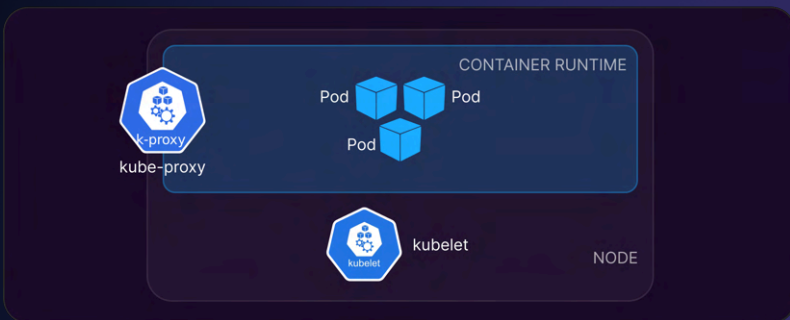 CONTAINER RUNTIME
Pod
Pod
Pod
k-proxy
kube-proxy
kubelet
kubelet
NODE